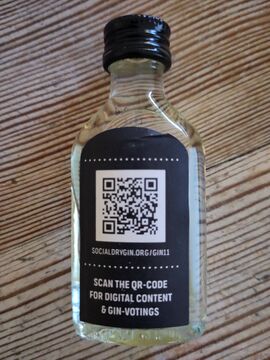 SOCIALDRYGIN.ORG/GIN11
SCAN THE QR-CODE
FOR DIGITAL CONTENT
& GIN-VOTINGS